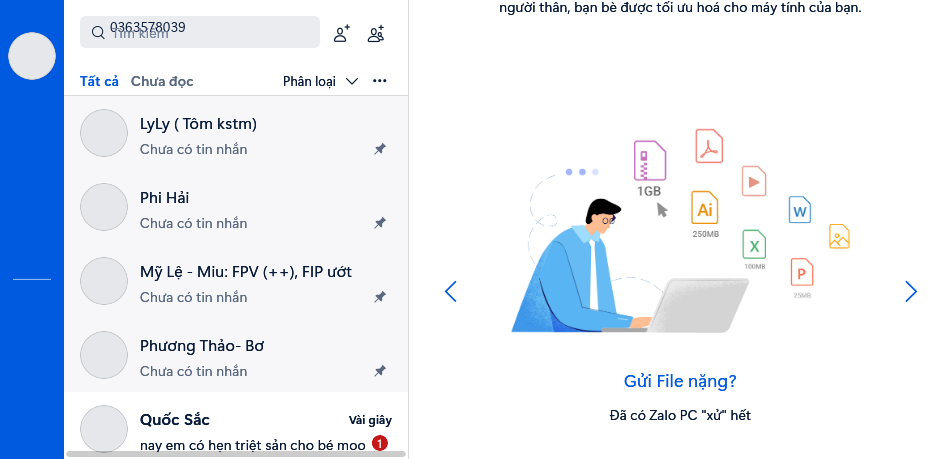 người thân, bạn bè được tối ưu hoá cho máy tính của bạn.
0363578039
Tìm kiếm
Tất cả
Chưa đọc
Phân loại
LyLy ( Tôm kstm)
Chưa có tin nhắn
Phi Hải
Chưa có tin nhắn
Mỹ Lệ - Miu: FPV (++), FIP ướt
Chưa có tin nhắn
Phương Thảo- Bơ
Chưa có tin nhắn
Quốc Sắc
Vài giây
nay em có hẹn triệt sản cho bé moo
1
1GB
Ai
250MB
W
X
100MB
P
25MB
Gửi File nặng?
Đã có Zalo PC "xử" hết